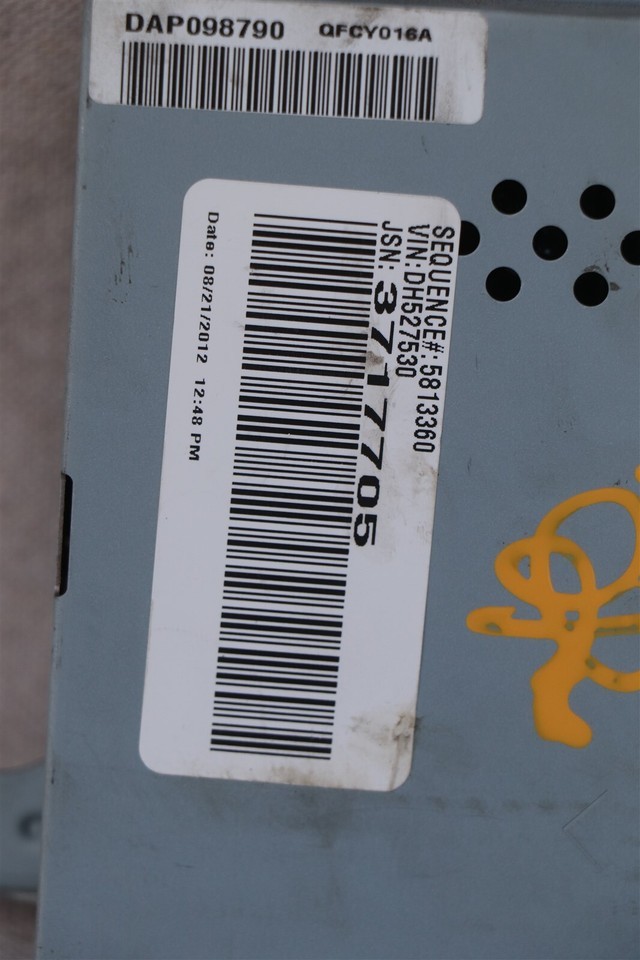 DAP098790 QFCY016A
SEQUENCE#:5813360
VIN:DH527530
JSN: 3717705
Date: 08/21/2012 12:48 PM